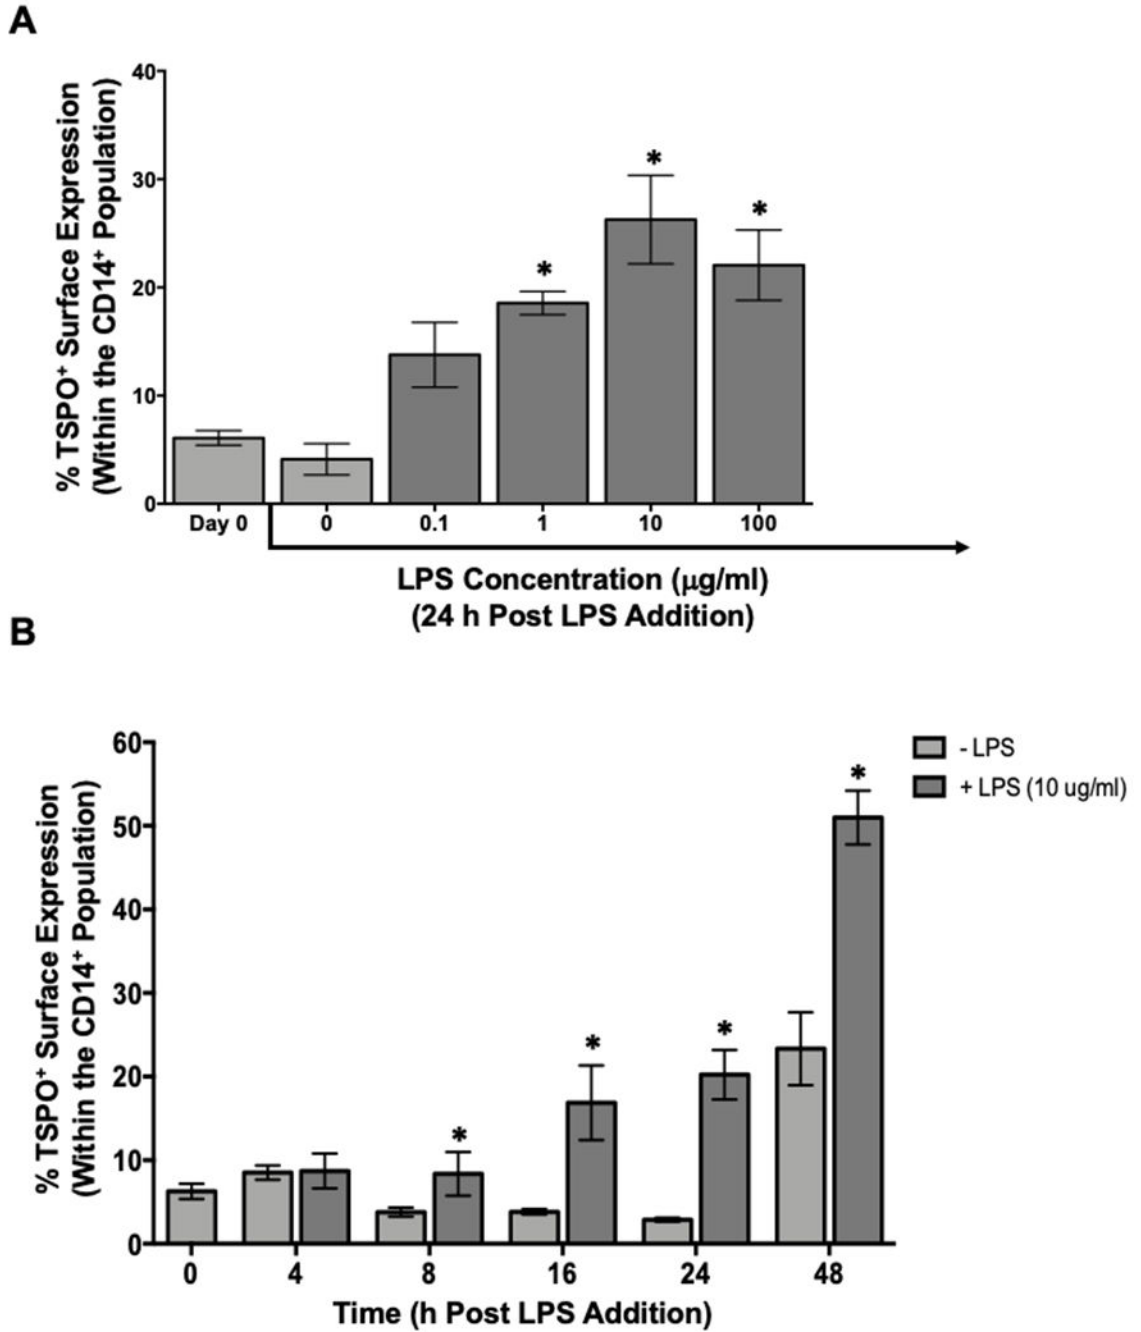 A
% TSPO⁺ Surface Expression
(Within the CD14⁺ Population)
40
30
20
10
0
Day 0 0 0.1 1 10 100
LPS Concentration (μg/ml)
(24 h Post LPS Addition)
B
% TSPO⁺ Surface Expression
(Within the CD14⁺ Population)
60
50
40
30
20
10
0
- LPS
+ LPS (10 ug/ml)
0 4 8 16 24 48
Time (h Post LPS Addition)